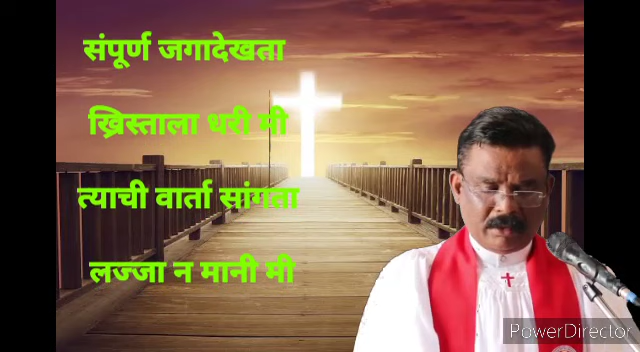 संपूर्ण जगादेखता
ख्रिस्ताला धरी मी
त्याची वार्ता सांगता
लज्जा न मानी मी
PowerDirector